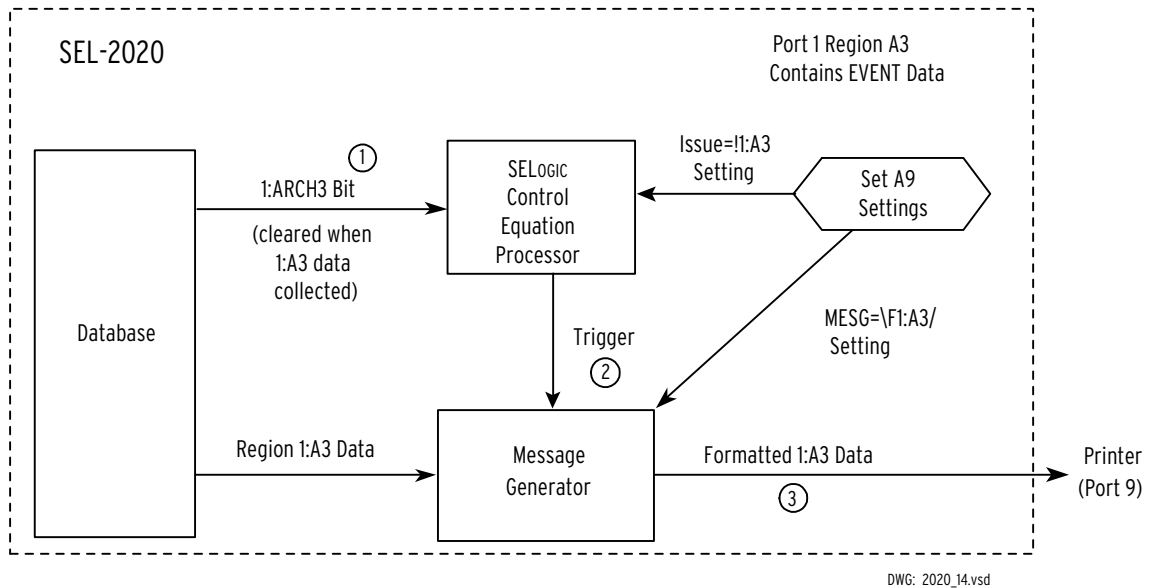 SEL-2020
Port 1 Region A3
Contains EVENT Data
1
1:ARCH3 Bit
(cleared when
1:A3 data
collected)
SELOGIC
Control
Equation
Processor
Issue=!1:A3
Setting
Set A9
Settings
Database
Trigger
2
MESG=\F1:A3/
Setting
Region 1:A3 Data
Message
Generator
Formatted 1:A3 Data
3
Printer
(Port 9)
DWG: 2020_14.vsd